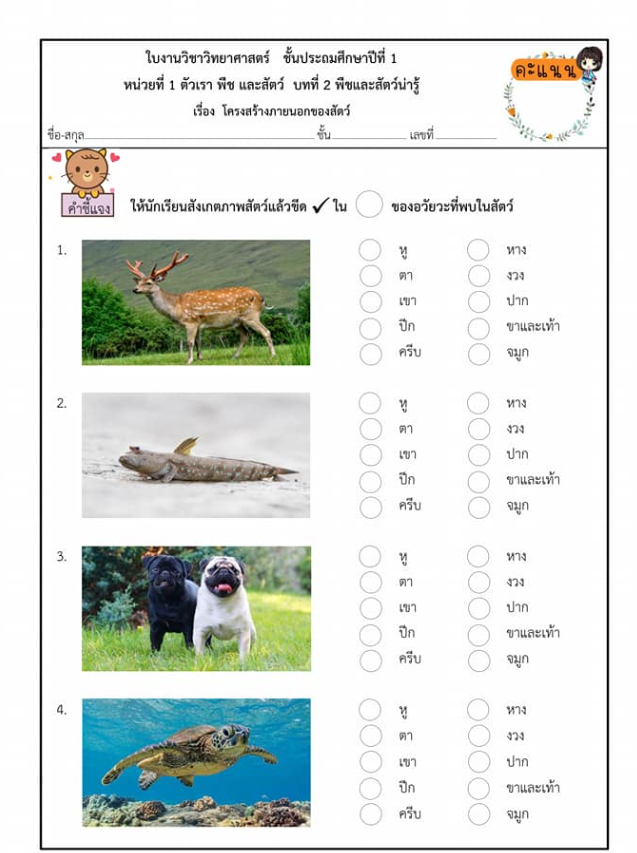 ใบงานวิชาวิทยาศาสตร์ ชั้นประถมศึกษาปีที่ 1
คะแนน
หน่วยที่ 1 ตัวเรา พืช และสัตว์ บทที่ 2 พืชและสัตว์น่ารู้
เรื่อง โครงสร้างภายนอกของสัตว์
ชื่อ-สกุล ชั้น เลขที่
คำชี้แจง ให้นักเรียนสังเกตภาพสัตว์แล้วขีด ✓ ใน ของอวัยวะที่พบในสัตว์
1. หู หาง
ตา งวง
เขา ปาก
ปีก ขาและเท้า
ครีบ จมูก
2. หู หาง
ตา งวง
เขา ปาก
ปีก ขาและเท้า
ครีบ จมูก
3. หู หาง
ตา งวง
เขา ปาก
ปีก ขาและเท้า
ครีบ จมูก
4. หู หาง
ตา งวง
เขา ปาก
ปีก ขาและเท้า
ครีบ จมูก